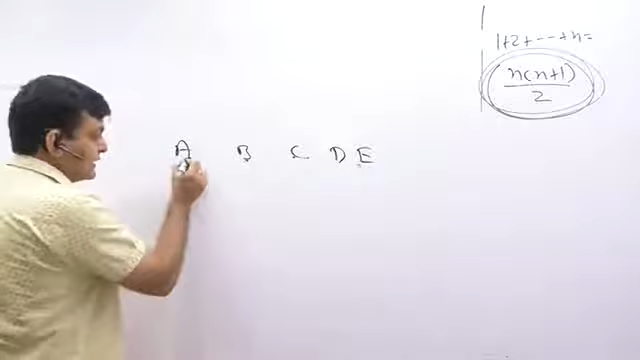 1+2+---+n=
n(n+1)
2
A B C D E